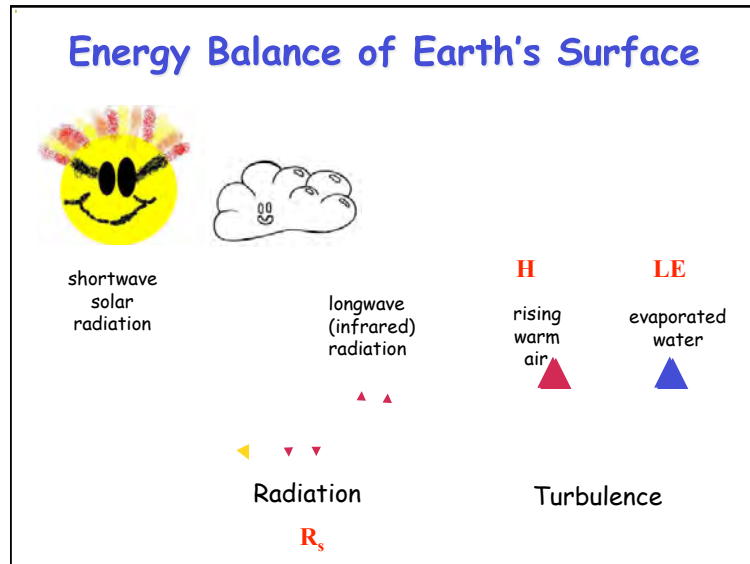 Energy Balance of Earth's Surface
shortwave
solar
radiation
longwave
(infrared)
radiation
H
rising
warm
air
LE
evaporated
water
Radiation
Rs
Turbulence